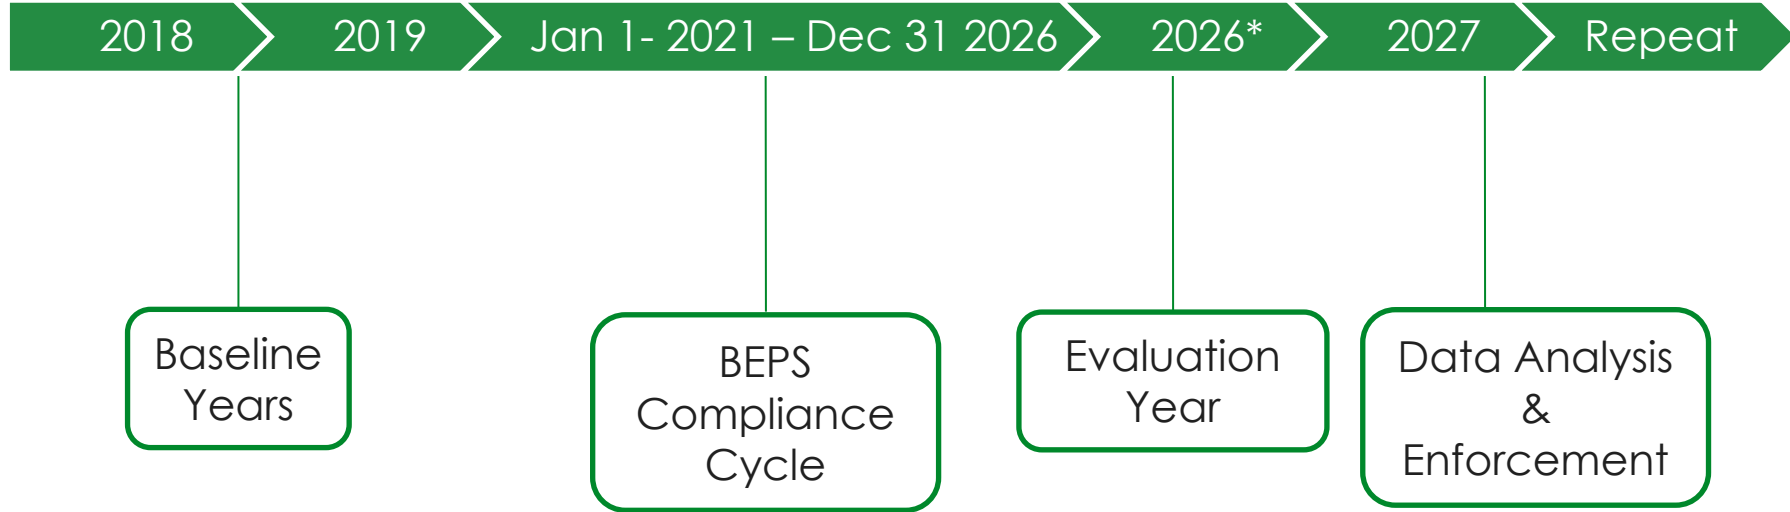 2018
2019
Jan 1- 2021 – Dec 31 2026
2026*
2027
Repeat
Baseline
Years
BEPS
Compliance
Cycle
Evaluation
Year
Data Analysis
&
Enforcement